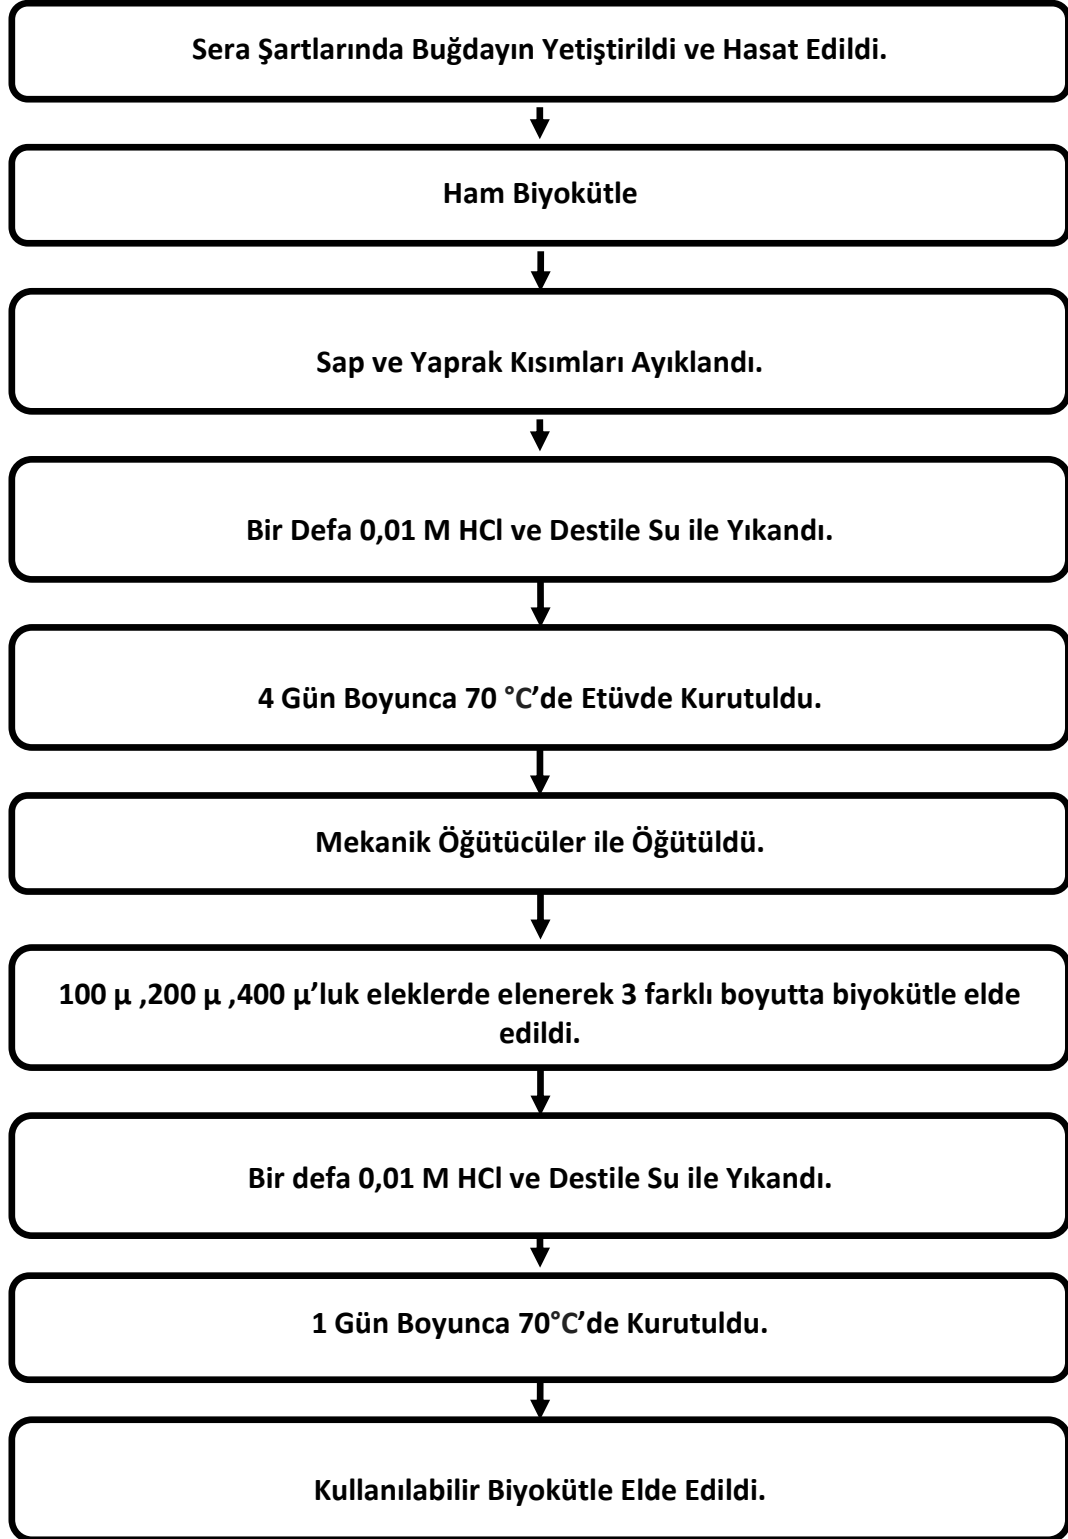 Sera Şartlarında Buğdayın Yetiştirildi ve Hasat Edildi.
Ham Biyokütle
Sap ve Yaprak Kısımları Ayıklandı.
Bir Defa 0,01 M HCl ve Destile Su ile Yıkandı.
4 Gün Boyunca 70 °C’de Etüvde Kurutuldu.
Mekanik Öğütücüler ile Öğütüldü.
100 µ ,200 µ ,400 µ’luk eleklerde elenerek 3 farklı boyutta biyokütle elde
edildi.
Bir defa 0,01 M HCl ve Destile Su ile Yıkandı.
1 Gün Boyunca 70°C’de Kurutuldu.
Kullanılabilir Biyokütle Elde Edildi.